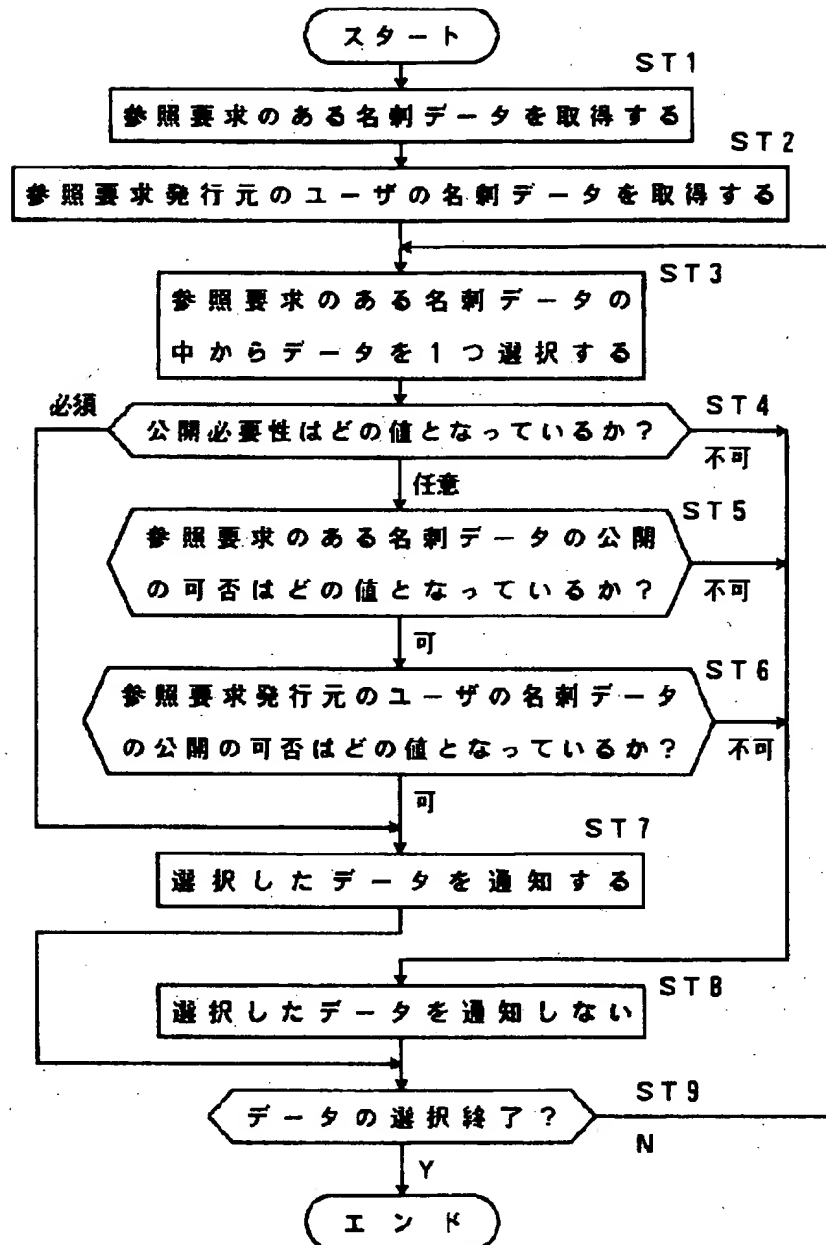 スタート
ST1
参照要求のある名刺データを取得する
ST2
参照要求発行元のユーザの名刺データを取得する
ST3
参照要求のある名刺データの
中からデータを1つ選択する
必須
ST4
公開必要性はどの値となっているか?
不可
任意
ST5
参照要求のある名刺データの公開
の可否はどの値となっているか?
不可
可
ST6
参照要求発行元のユーザの名刺データ
の公開の可否はどの値となっているか?
不可
可
ST7
選択したデータを通知する
ST8
選択したデータを通知しない
ST9
データの選択終了?
N
Y
エンド